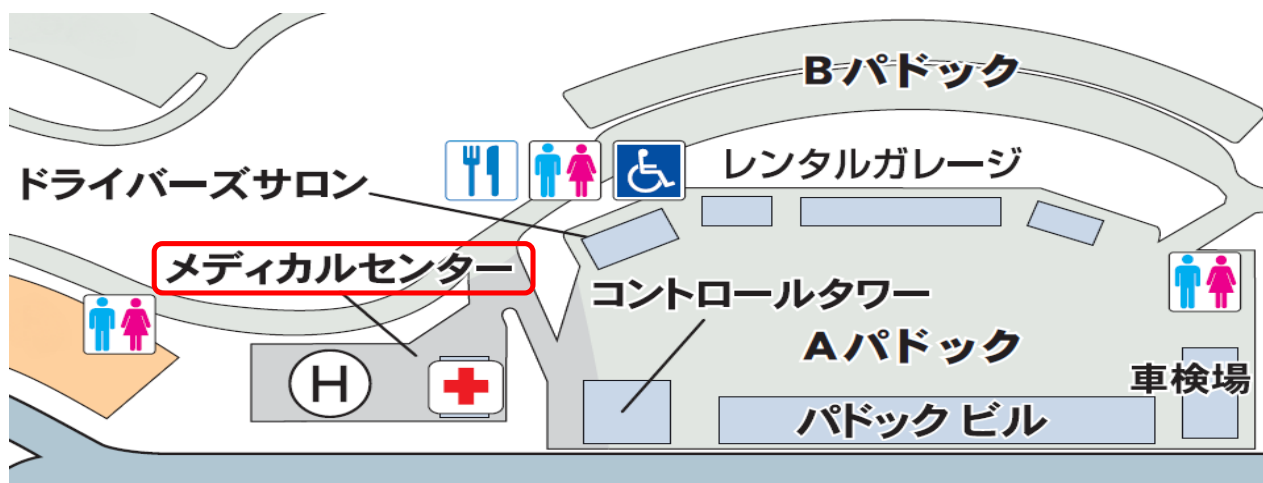 Bパドック
レンタルガレージ
ドライバーズサロン
メディカルセンター
コントロールタワー
Aパドック
車検場
H
パドック ビル